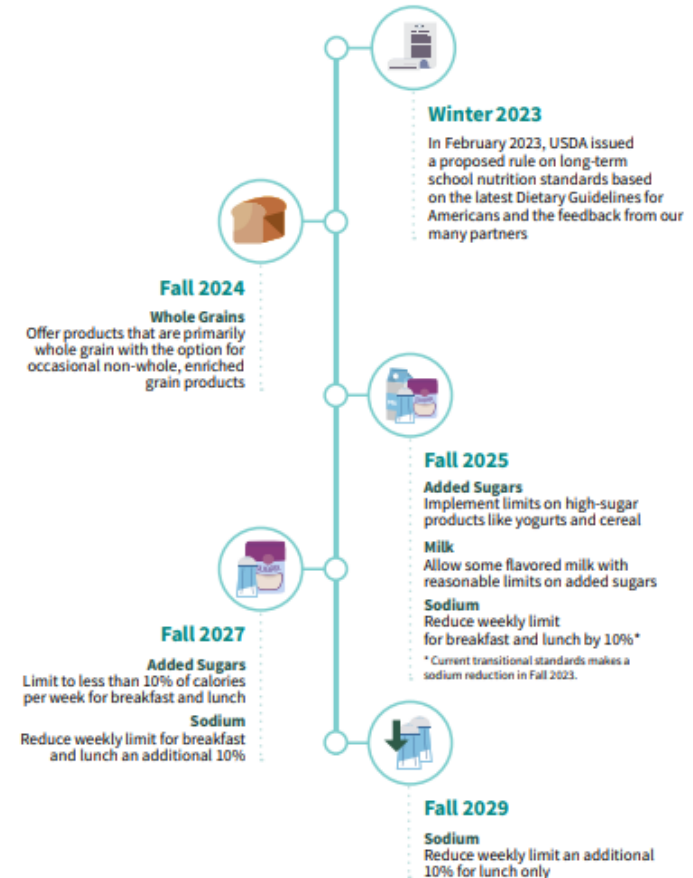 Winter 2023
In February 2023, USDA issued
a proposed rule on long-term
school nutrition standards based
on the latest Dietary Guidelines for
Americans and the feedback from our
many partners
Fall 2024
Whole Grains
Offer products that are primarily
whole grain with the option for
occasional non-whole, enriched
grain products
Fall 2025
Added Sugars
Implement limits on high-sugar
products like yogurts and cereal
Milk
Allow some flavored milk with
reasonable limits on added sugars
Sodium
Reduce weekly limit
for breakfast and lunch by 10%*
* Current transitional standards makes a
sodium reduction in Fall 2023.
Fall 2027
Added Sugars
Limit to less than 10% of calories
per week for breakfast and lunch
Sodium
Reduce weekly limit for breakfast
and lunch an additional 10%
Fall 2029
Sodium
Reduce weekly limit an additional
10% for lunch only